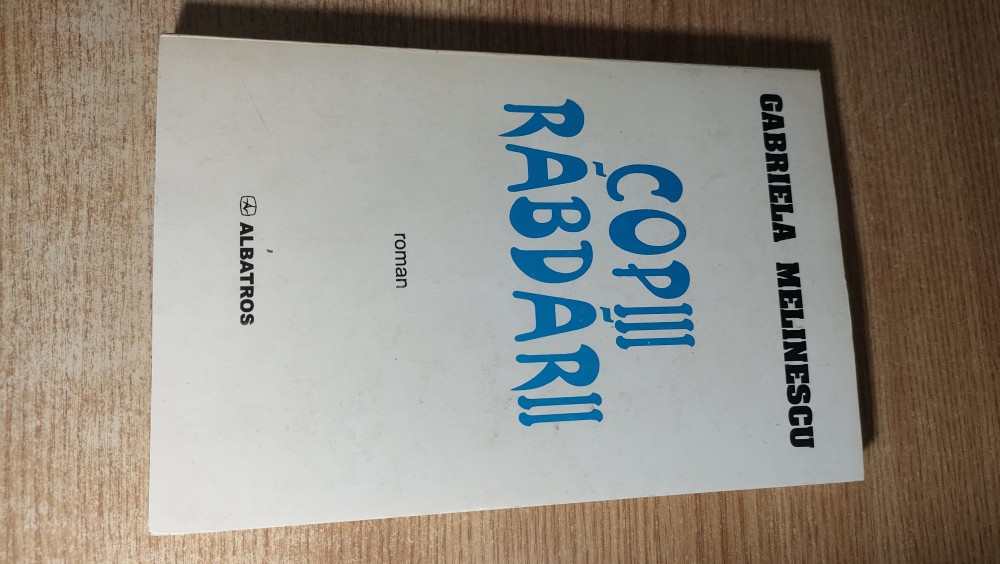 GABRIELA MELINESCU
COPIII
RĂBDĂRII
roman
ALBATROS